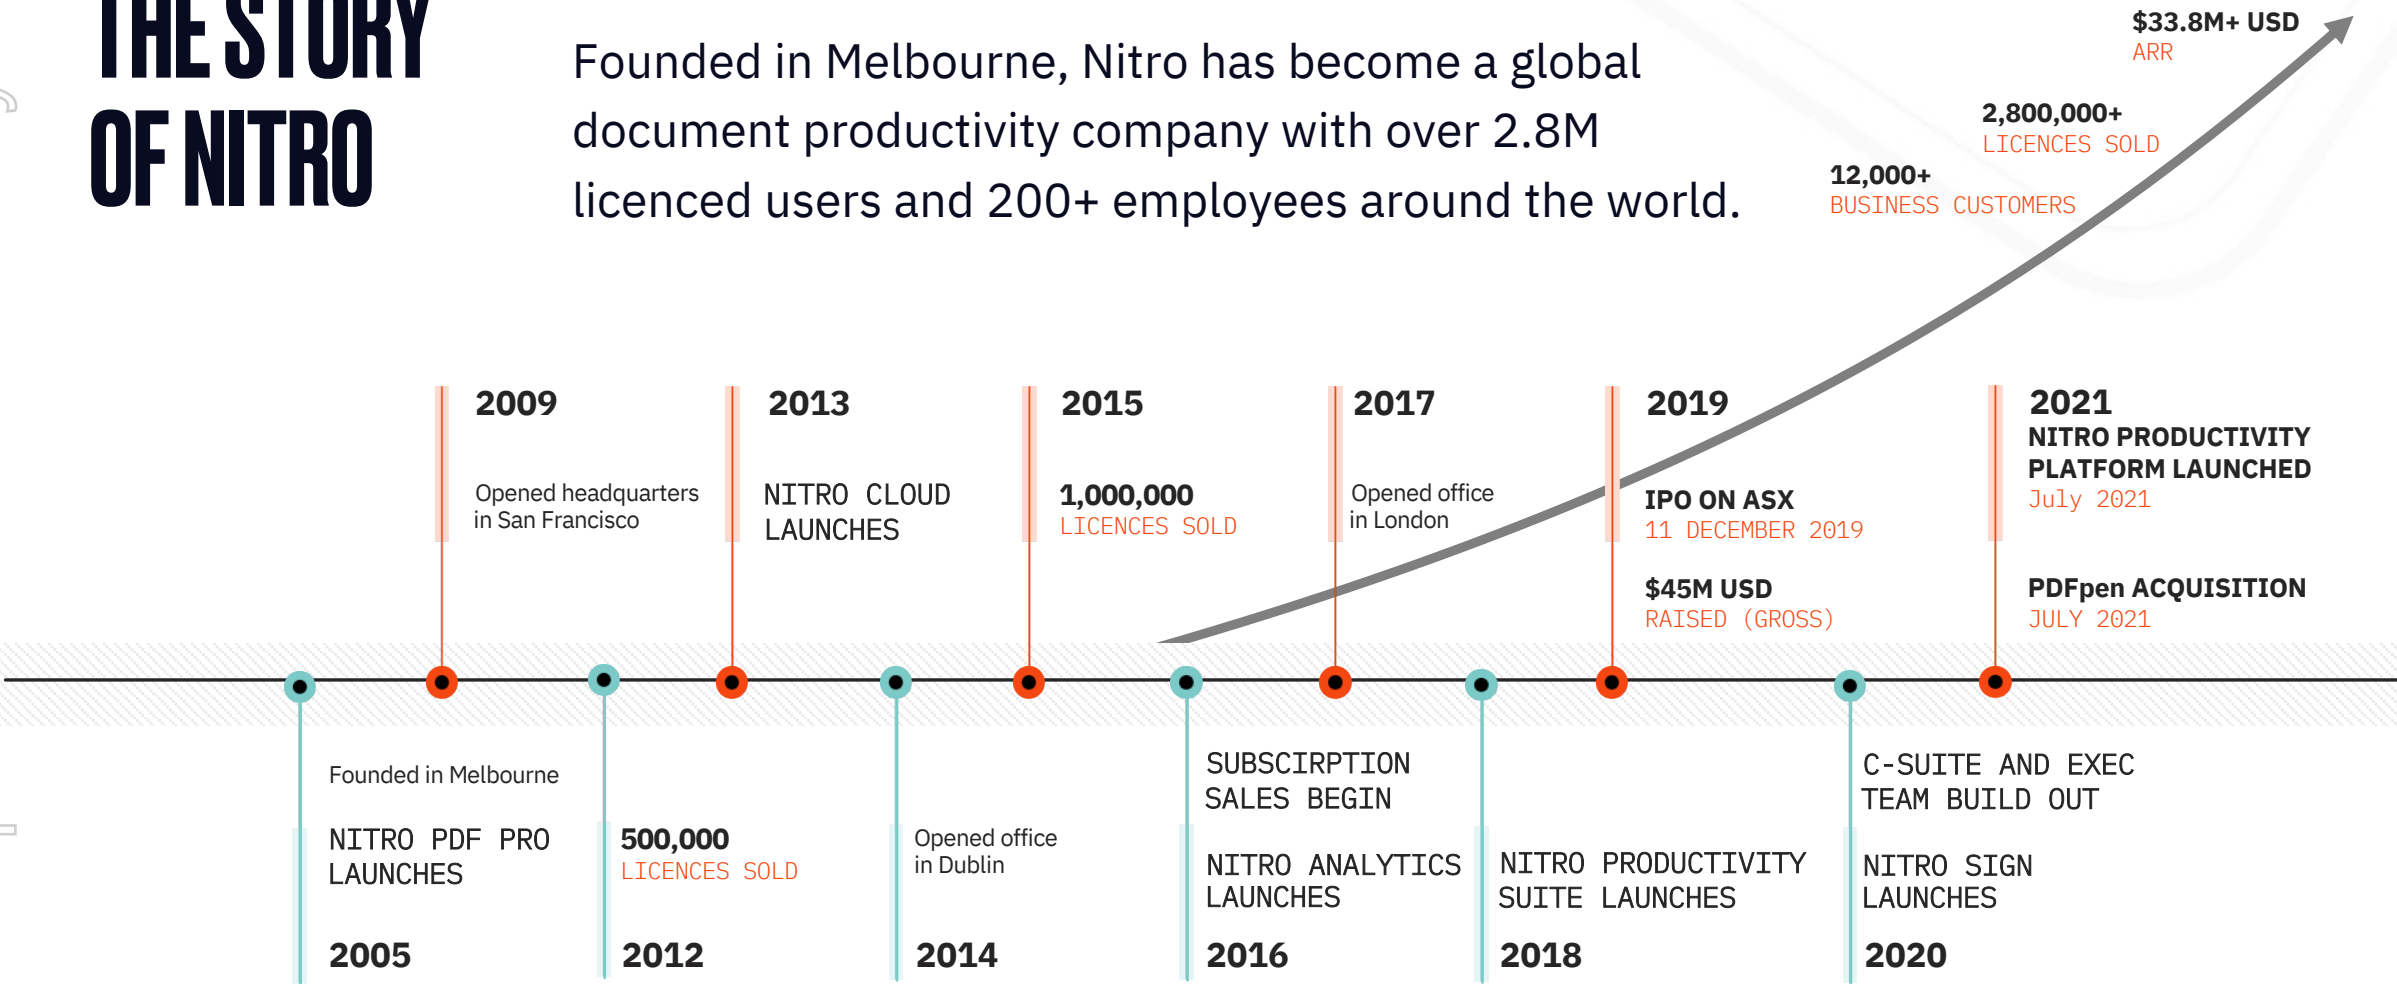 THE STORY
OF NITRO
Founded in Melbourne, Nitro has become a global
document productivity company with over 2.8M
licenced users and 200+ employees around the world.
$33.8M+ USD
ARR
2,800,000+
LICENCES SOLD
12,000+
BUSINESS CUSTOMERS
2009
Opened headquarters
in San Francisco
2013
NITRO CLOUD
LAUNCHES
2015
1,000,000
LICENCES SOLD
2017
Opened office
in London
2019
IPO ON ASX
11 DECEMBER 2019
$45M USD
RAISED (GROSS)
2021
NITRO PRODUCTIVITY
PLATFORM LAUNCHED
July 2021
PDFpen ACQUISITION
JULY 2021
Founded in Melbourne
NITRO PDF PRO
LAUNCHES
2005
500,000
LICENCES SOLD
2012
Opened office
in Dublin
2014
SUBSCIRPTION
SALES BEGIN
NITRO ANALYTICS
LAUNCHES
2016
NITRO PRODUCTIVITY
SUITE LAUNCHES
2018
C-SUITE AND EXEC
TEAM BUILD OUT
NITRO SIGN
LAUNCHES
2020